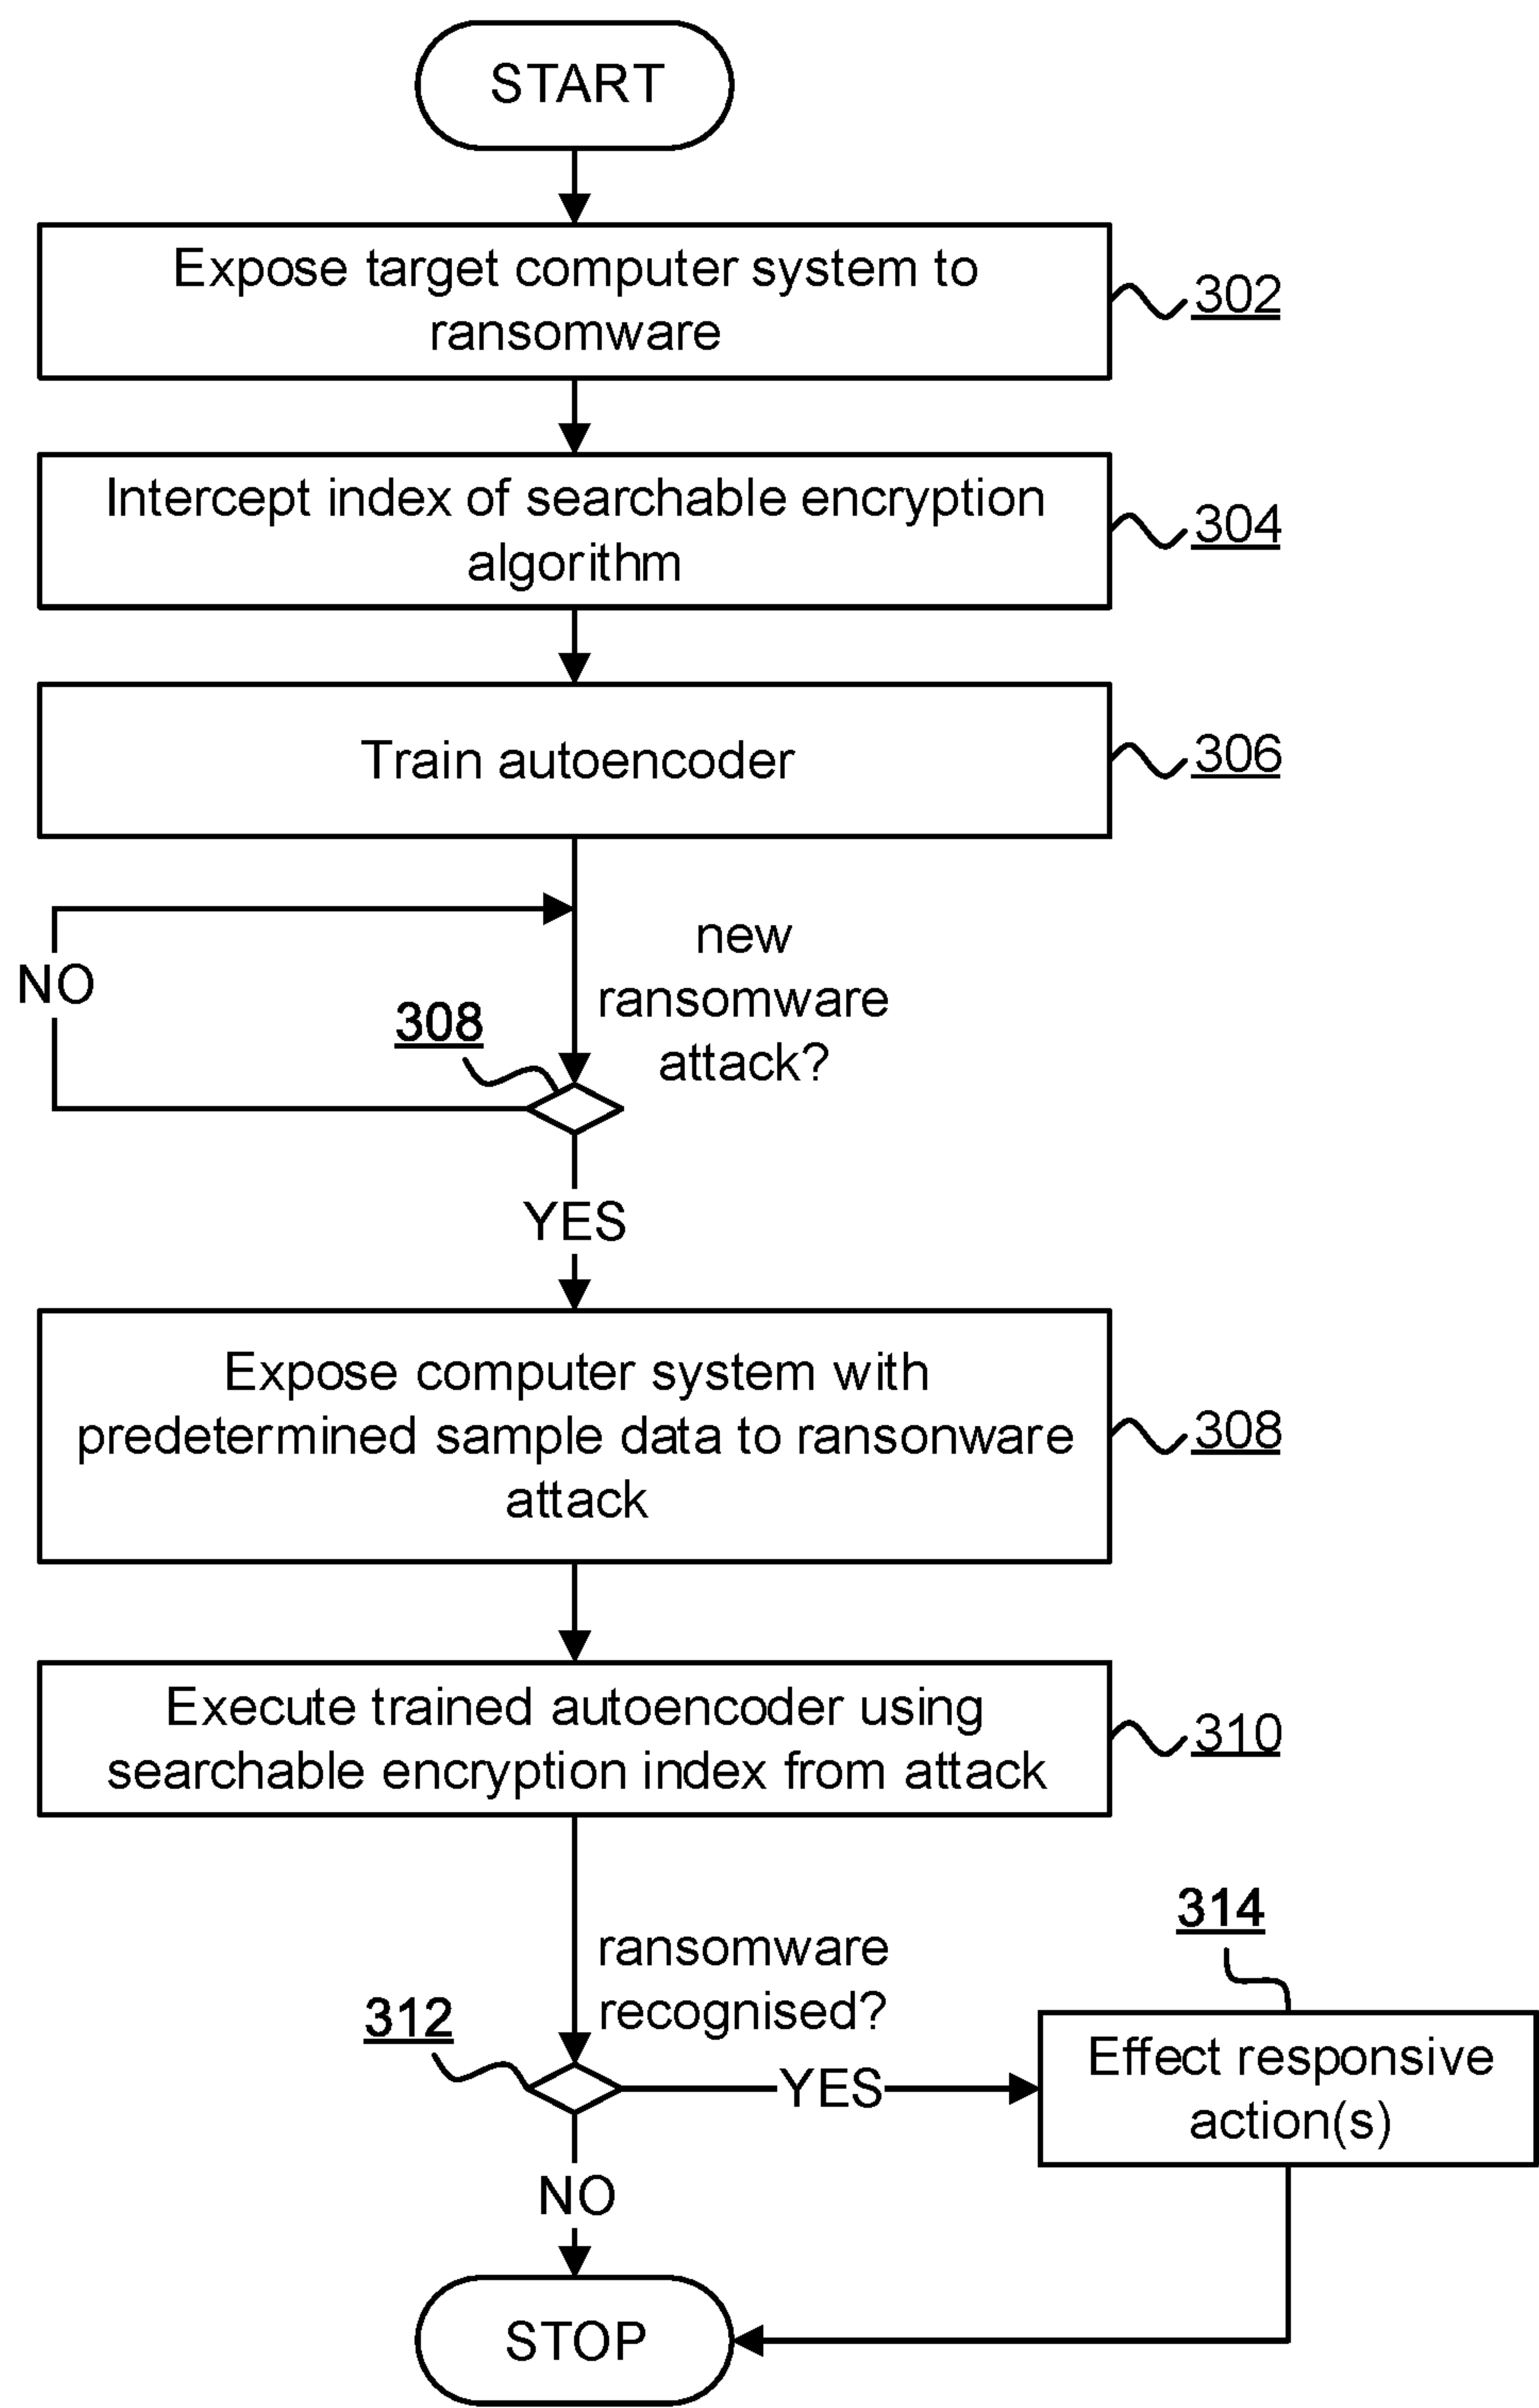 START
Expose target computer system to
ransomware
302
Intercept index of searchable encryption
algorithm
304
Train autoencoder
306
new
ransomware
attack?
NO
308
YES
Expose computer system with
predetermined sample data to ransonware
attack
308
Execute trained autoencoder using
searchable encryption index from attack
310
ransomware
recognised?
312
YES
314
Effect responsive
action(s)
NO
STOP